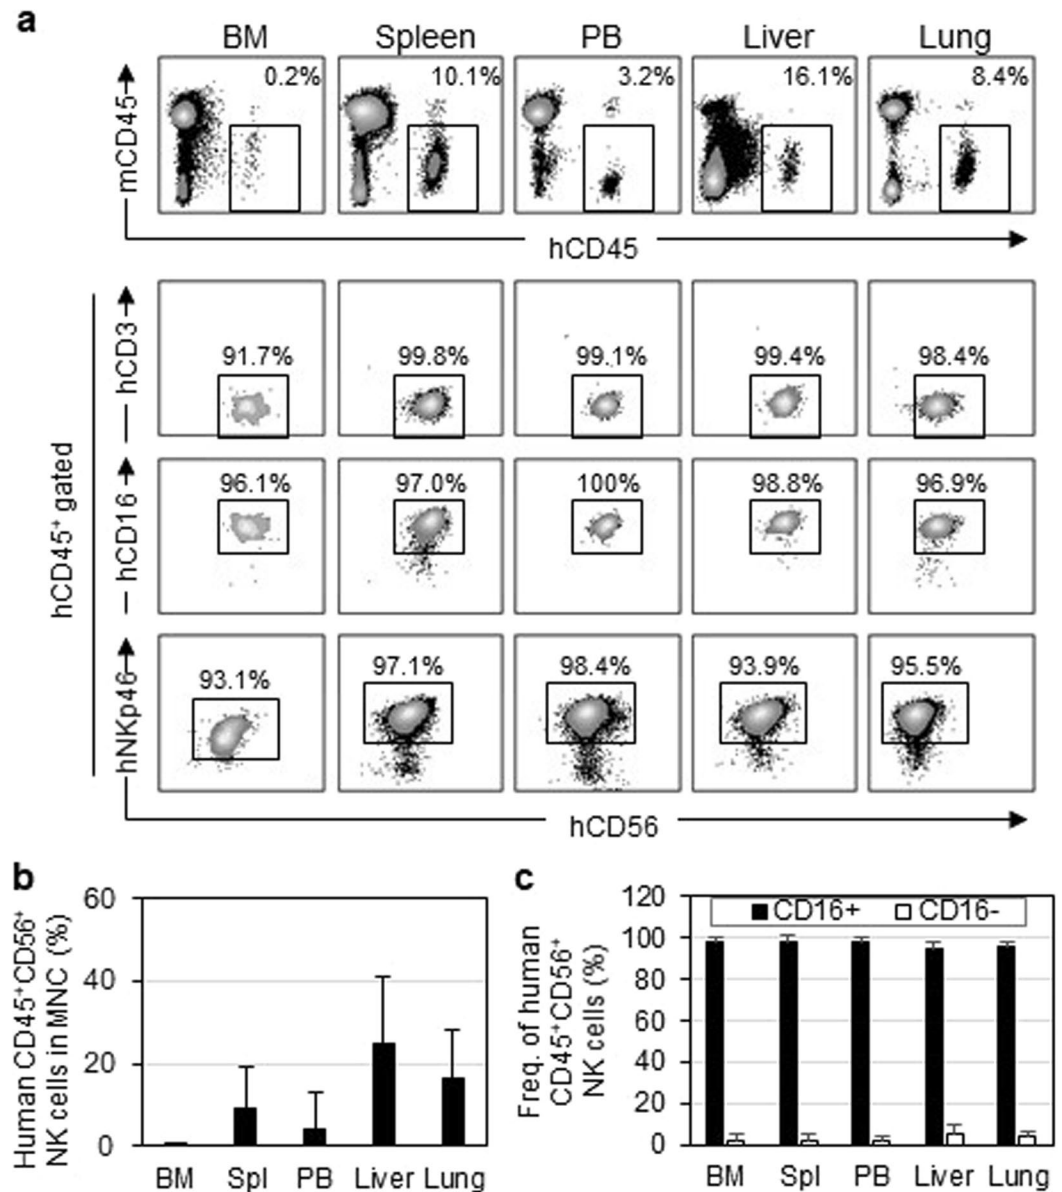 a
BM Spleen PB Liver Lung
mCD45
0.2% 10.1% 3.2% 16.1% 8.4%
hCD45
hCD45⁺ gated
hCD3
91.7% 99.8% 99.1% 99.4% 98.4%
hCD16
96.1% 97.0% 100% 98.8% 96.9%
hNKp46
93.1% 97.1% 98.4% 93.9% 95.5%
hCD56
b
Human CD45⁺CD56⁺
NK cells in MNC (%)
60
40
20
0
BM Spl PB Liver Lung
c
Freq. of human
CD45⁺CD56⁺
NK cells (%)
120
100
80
60
40
20
0
CD16+ CD16-
BM Spl PB Liver Lung